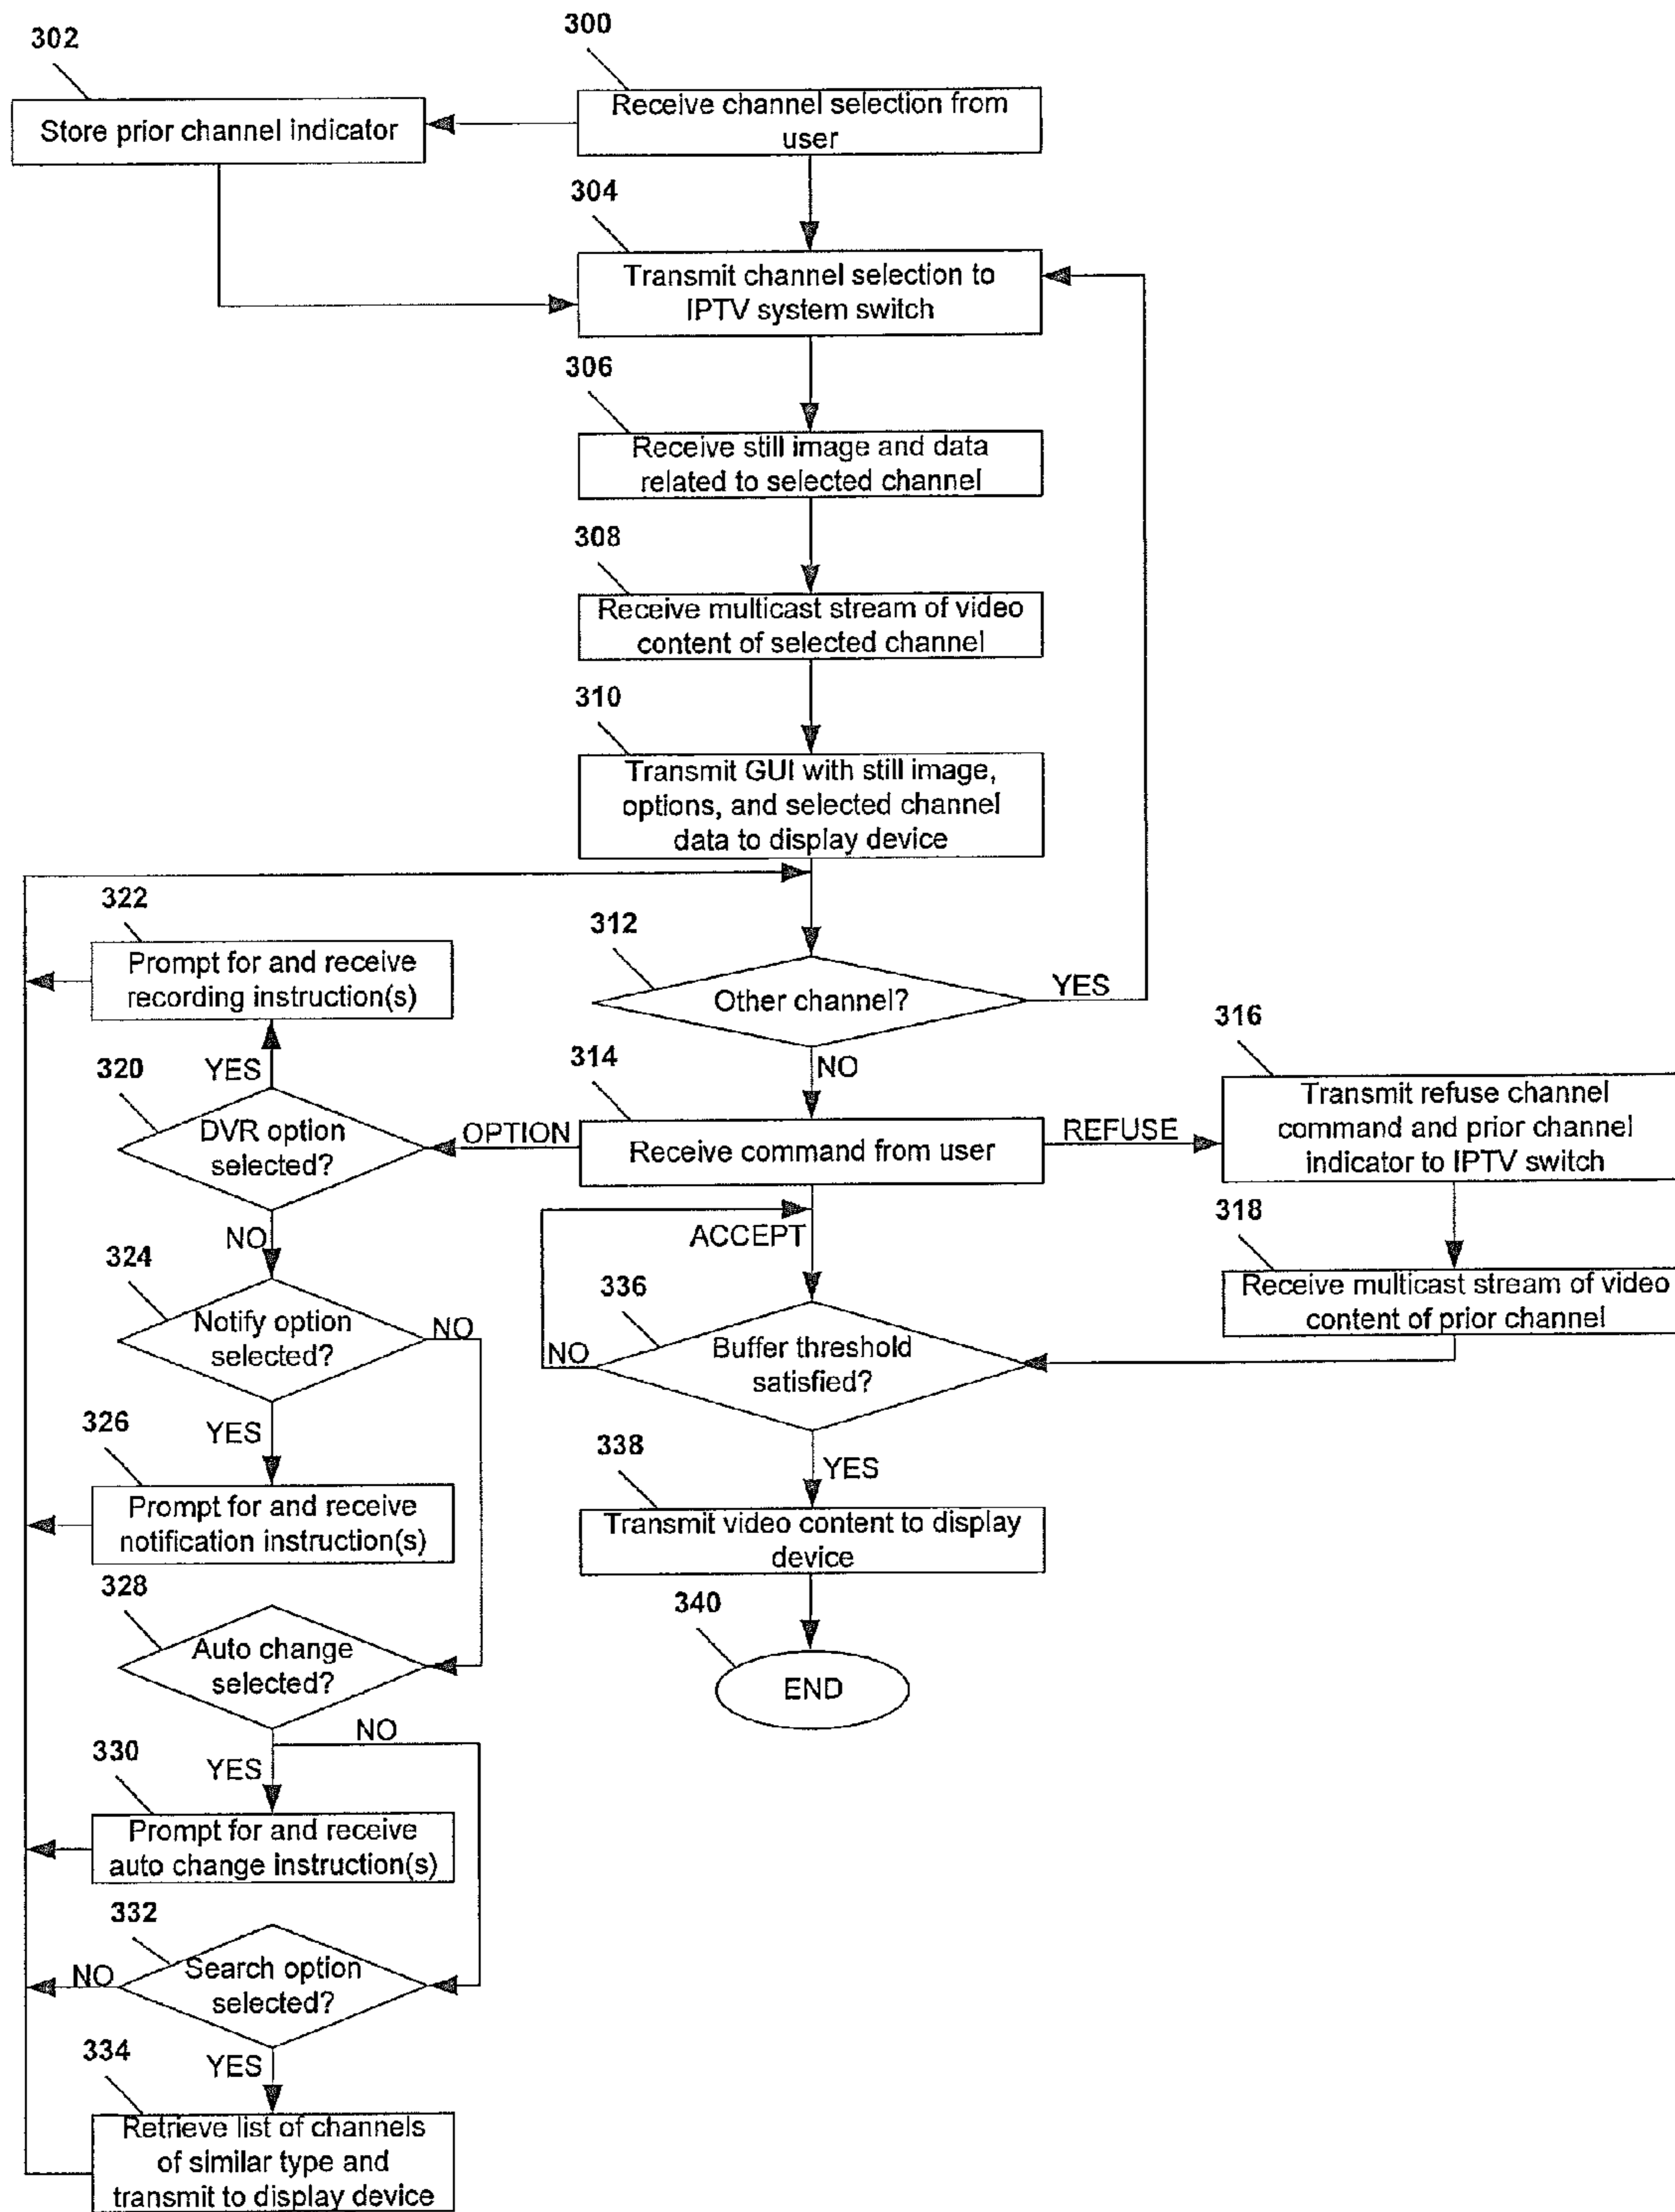 302
300
Store prior channel indicator
Receive channel selection from
user
304
Transmit channel selection to
IPTV system switch
306
Receive still image and data
related to selected channel
308
Receive multicast stream of video
content of selected channel
310
Transmit GUI with still image,
options, and selected channel
data to display device
322
Prompt for and receive
recording instruction(s)
312
Other channel?
YES
NO
320
YES
DVR option
selected?
OPTION
314
Receive command from user
REFUSE
316
Transmit refuse channel
command and prior channel
indicator to IPTV switch
NO
ACCEPT
318
Receive multicast stream of video
content of prior channel
324
Notify option
selected?
NO
336
Buffer threshold
satisfied?
NO
YES
YES
326
Prompt for and receive
notification instruction(s)
338
Transmit video content to display
device
328
Auto change
selected?
340
END
NO
YES
330
Prompt for and receive
auto change instruction(s)
332
Search option
selected?
NO
YES
334
Retrieve list of channels
of similar type and
transmit to display device